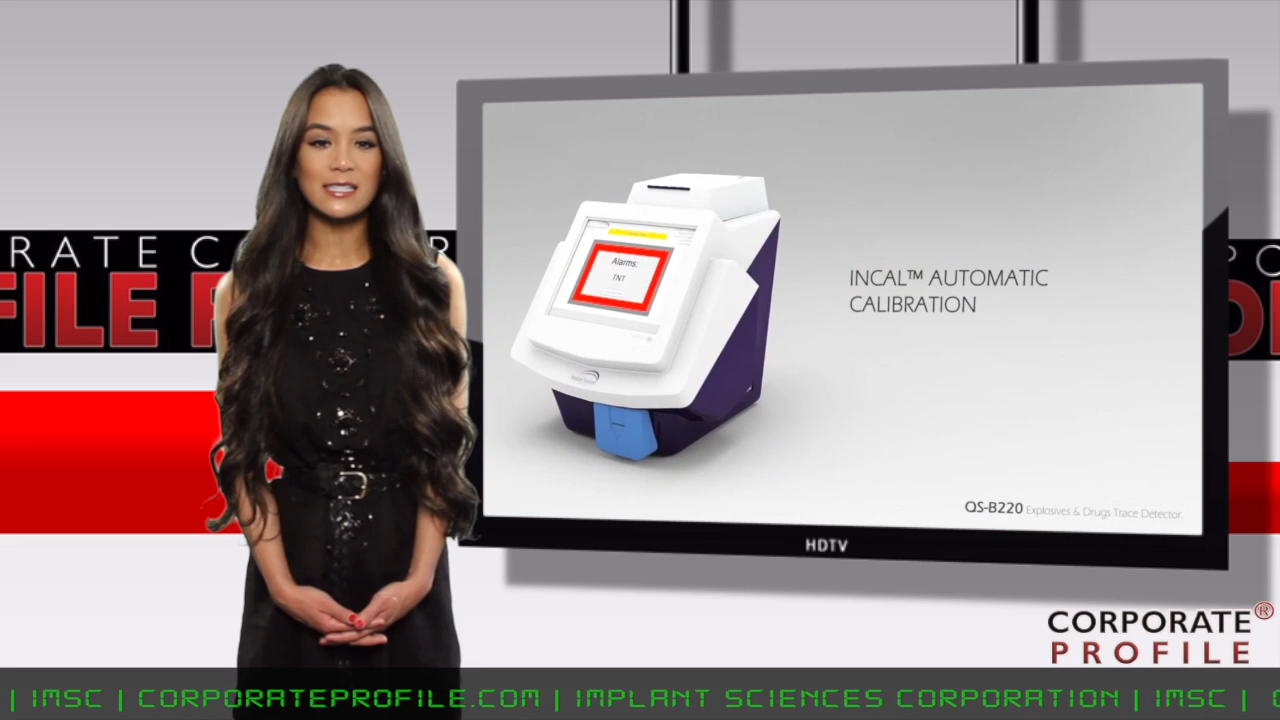 RATE CO
R
FILE
Alarms:
TNT
INCAL™ AUTOMATIC
CALIBRATION
QS-B220 Explosives & Drugs Trace Detector
HDTV
CORPORATE®
PROFILE
| IMSC | CORPORATEPROFILE.COM | IMPLANT SCIENCES CORPORATION | IMSC |